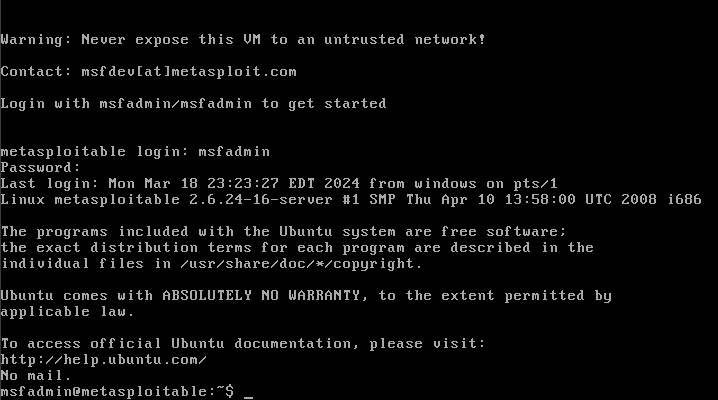 Warning: Never expose this VM to an untrusted network!
Contact: msfdev[at]metasploit.com
Login with msfadmin/msfadmin to get started
metasploitable login: msfadmin
Password:
Last login: Mon Mar 18 23:23:27 EDT 2024 from windows on pts/1
Linux metasploitable 2.6.24-16-server #1 SMP Thu Apr 10 13:58:00 UTC 2008 i686
The programs included with the Ubuntu system are free software;
the exact distribution terms for each program are described in the
individual files in /usr/share/doc/*/copyright.
Ubuntu comes with ABSOLUTELY NO WARRANTY, to the extent permitted by
applicable law.
To access official Ubuntu documentation, please visit:
http://help.ubuntu.com/
No mail.
msfadmin@metasploitable:~$ _